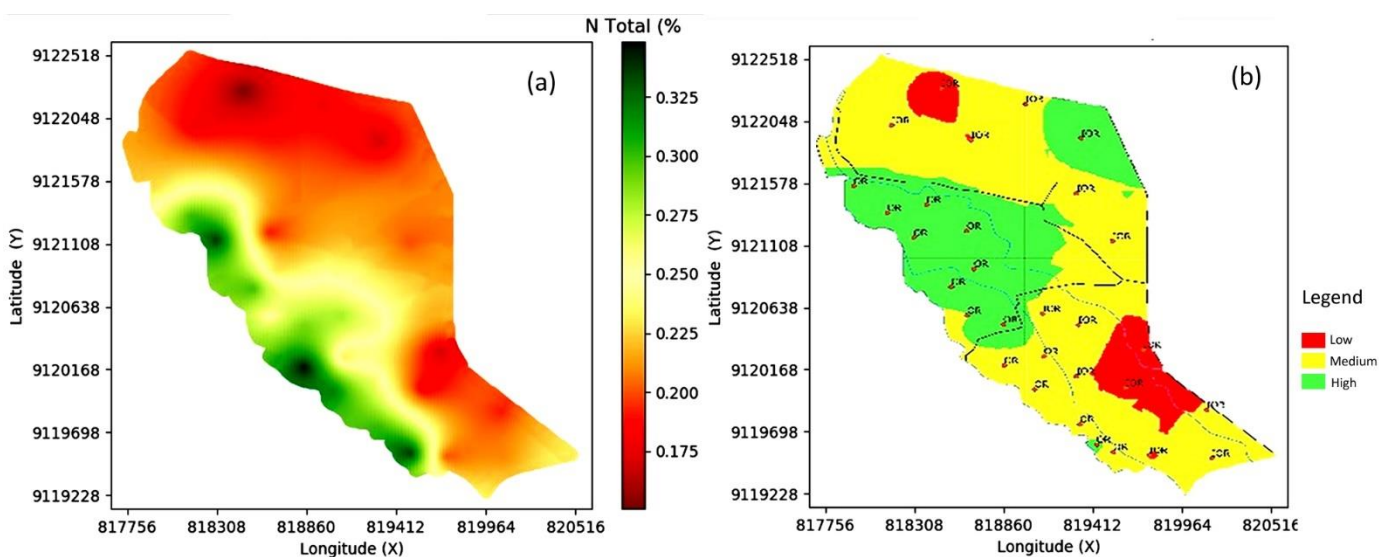 N Total (%
(a)
9122518
9122048
9121578
9121108
9120638
9120168
9119698
9119228
Latitude (Y)
0.325
0.300
0.275
0.250
0.225
0.200
0.175
817756 818308 818860 819412 819964 820516
Longitude (X)
(b)
9122518
9122048
9121578
9121108
9120638
9120168
9119698
9119228
Latitude (Y)
817756 818308 818860 819412 819964 820516
Longitude (X)
Legend
Low
Medium
High